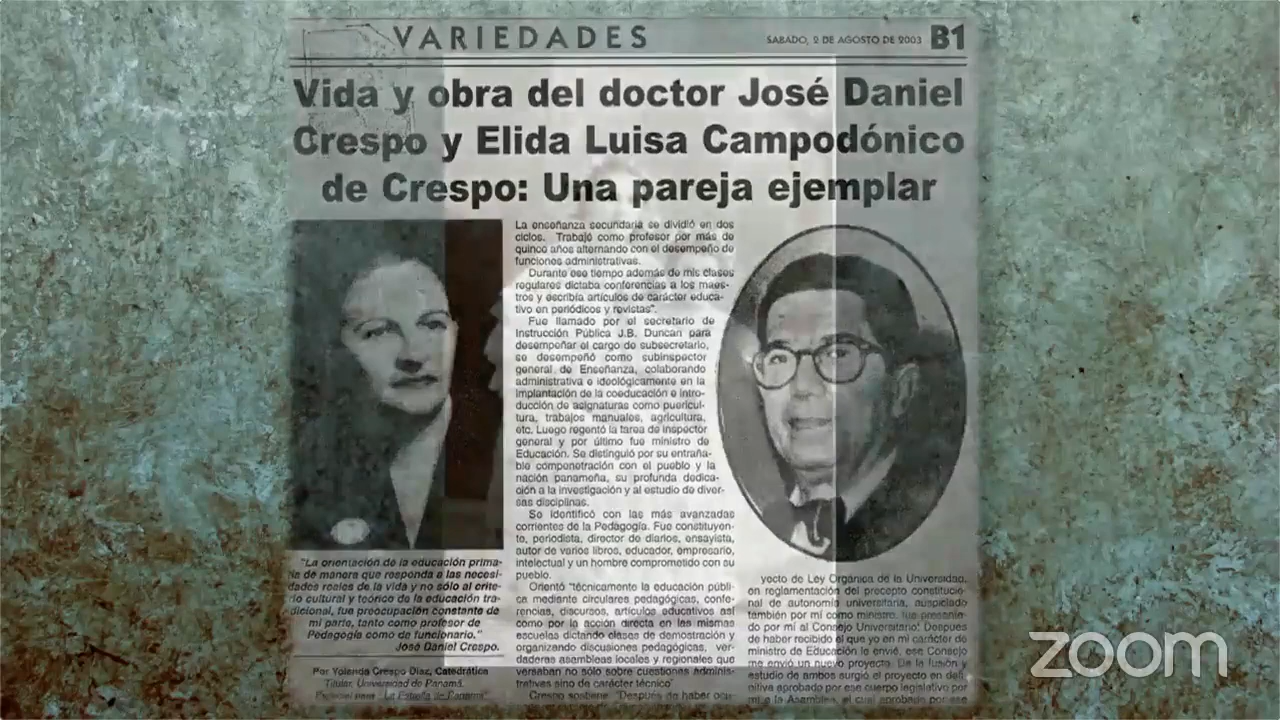 VARIEDADES
SABADO, 2 DE AGOSTO DE 2003 B1
Vida y obra del doctor José Daniel
Crespo y Elida Luisa Campodónico
de Crespo: Una pareja ejemplar
"La orientación de la educación prima-
ria de manera que responda a las necesi-
dades reales de la vida y no sólo al crite-
rio cultural y teórico de la educación tra-
dicional, fue preocupación constante de
mi parte, tanto como profesor de
Pedagogía como de funcionario."
José Daniel Crespo.
Por Yolanda Crespo Díaz, Catedrática
Titular, Universidad de Panamá.
Especial para "La Estrella de Panamá"
La enseñanza secundaria se dividió en dos
ciclos. Trabajó como profesor por más de
quince años alternando con el desempeño de
funciones administrativas.
Durante ese tiempo además de mis clases
regulares dictaba conferencias a los maes-
tros y escribía artículos de carácter educa-
tivo en periódicos y revistas".
Fue llamado por el secretario de
Instrucción Pública J.B. Duncan para
desempeñar el cargo de subsecretario,
se desempeñó como subinspector
general de Enseñanza, colaborando
administrativa e ideológicamente en la
implantación de la coeducación e intro-
ducción de asignaturas como puericul-
tura, trabajos manuales, agricultura,
etc. Luego regentó la tarea de inspector
general y por último fue ministro de
Educación. Se distinguió por su entraña-
ble compenetración con el pueblo y la
nación panameña, su profunda dedica-
ción a la investigación y al estudio de diver-
sas disciplinas.
Se identificó con las más avanzadas
corrientes de la Pedagogía. Fue constituyen-
te, periodista, director de diarios, ensayista,
autor de varios libros, educador, empresario,
intelectual y un hombre comprometido con su
pueblo.
Orientó "técnicamente la educación públi-
ca mediante circulares pedagógicas, confe-
rencias, discursos, artículos educativos así
como por la acción directa en las mismas
escuelas dictando clases de demostración y
organizando discusiones pedagógicas, ver-
daderas asambleas locales y regionales que
versaban no sólo sobre cuestiones adminis-
trativas sino de carácter técnico"
Crespo sostiene "Después de haber
yecto de Ley Orgánica de la Universidad,
en reglamentación del precepto constitucio-
nal de autonomía universitaria, auspiciado
también por mí como ministro, fue presenta-
do por mí al Consejo Universitario. Después
de haber recibido el que yo en mi carácter de
ministro de Educación le envié, ese Consejo
me envió un nuevo proyecto. De la fusión y
estudio de ambos surgió el proyecto en defi-
nitiva aprobado por ese cuerpo legislativo por
la Asamblea, el cual aprobado por ese
zoom